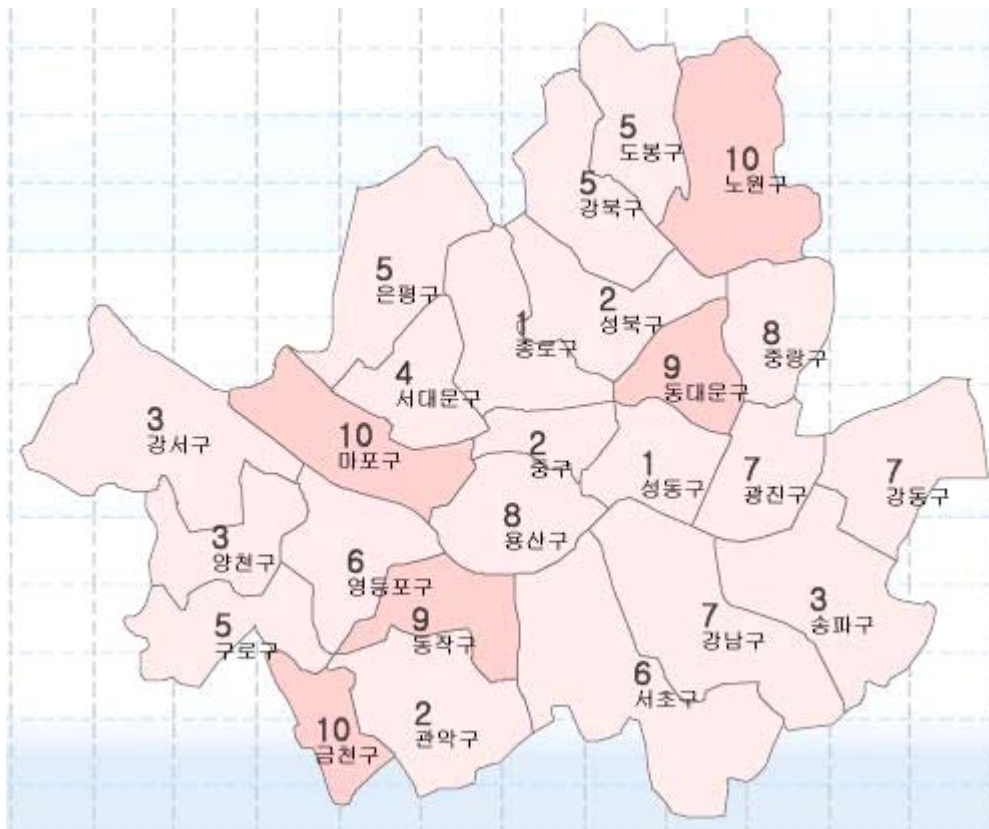 5
도봉구
10
노원구
5
강북구
5
은평구
2
성북구
1
종로구
8
중랑구
9
동대문구
4
서대문구
3
강서구
10
마포구
2
중구
1
성동구
7
광진구
7
강동구
8
용산구
3
양천구
6
영등포구
9
동작구
5
구로구
7
강남구
3
송파구
6
서초구
2
관악구
10
금천구